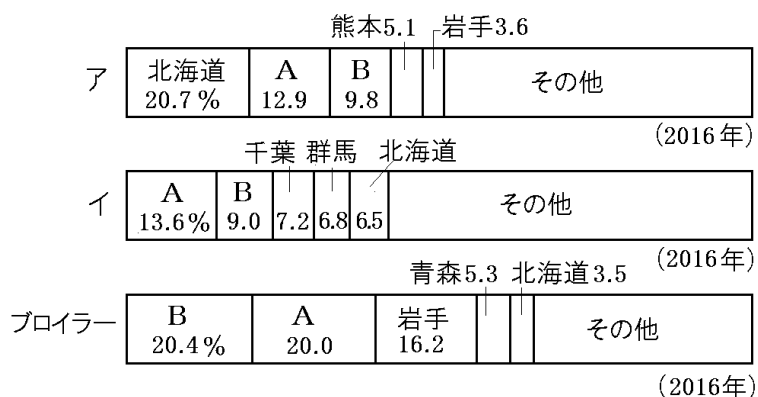 熊本5.1 岩手3.6
ア 北海道 A B その他
20.7% 12.9 9.8
(2016年)
千葉 群馬 北海道
イ A B その他
13.6% 9.0 7.2 6.8 6.5
(2016年)
青森5.3 北海道3.5
ブロイラー B A 岩手 その他
20.4% 20.0 16.2
(2016年)